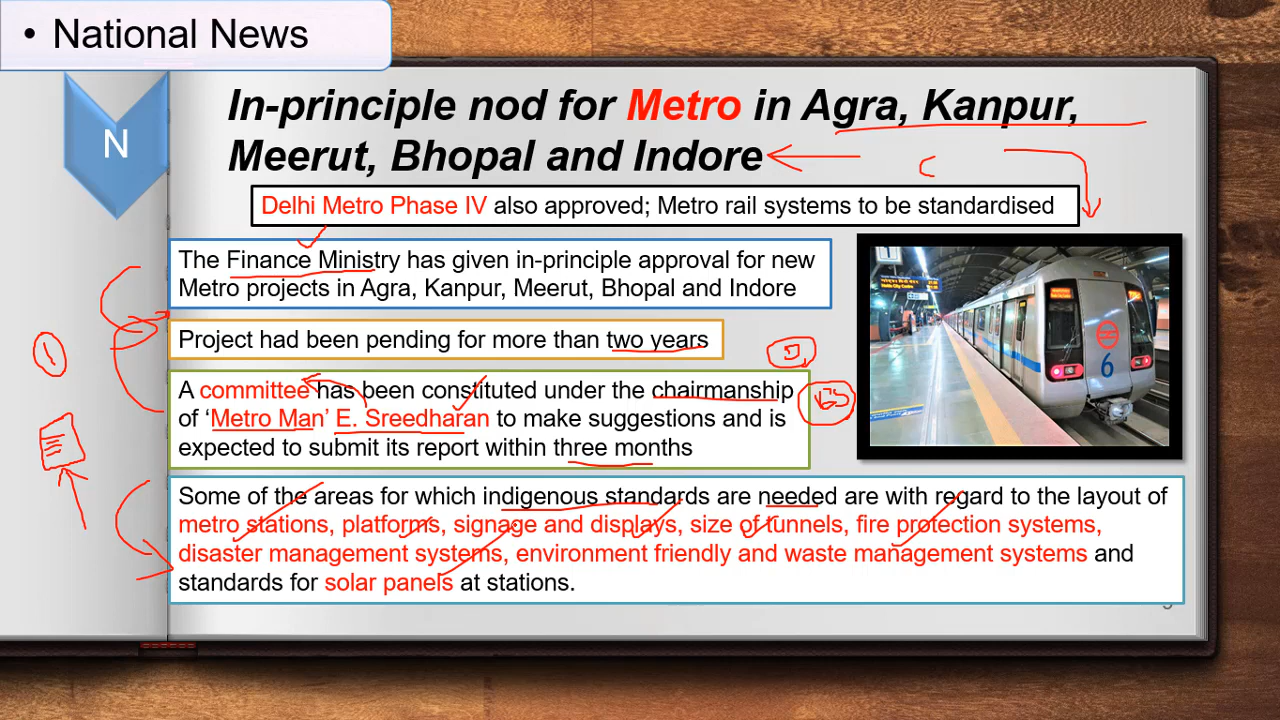 • National News
N
In-principle nod for Metro in Agra, Kanpur,
Meerut, Bhopal and Indore
Delhi Metro Phase IV also approved; Metro rail systems to be standardised
The Finance Ministry has given in-principle approval for new
Metro projects in Agra, Kanpur, Meerut, Bhopal and Indore
Project had been pending for more than two years
A committee has been constituted under the chairmanship
of ‘Metro Man’ E. Sreedharan to make suggestions and is
expected to submit its report within three months
6
Some of the areas for which indigenous standards are needed are with regard to the layout of
metro stations, platforms, signage and displays, size of tunnels, fire protection systems,
disaster management systems, environment friendly and waste management systems and
standards for solar panels at stations.